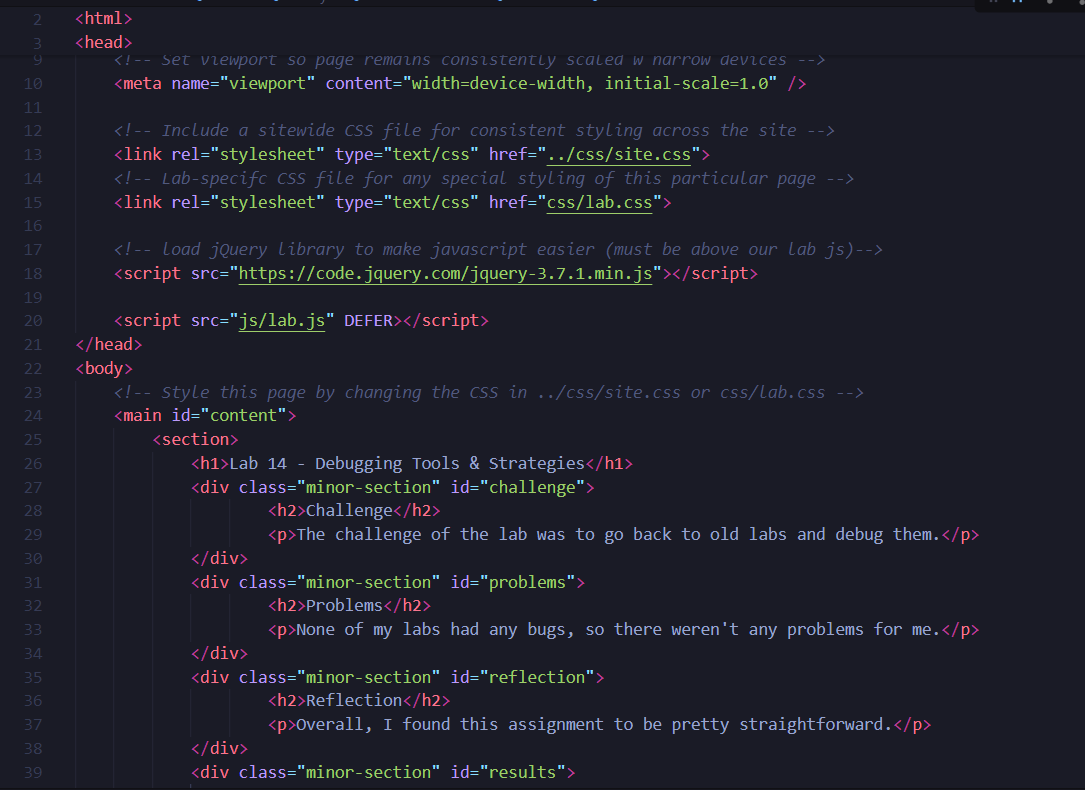 2 <html>
3 <head>
9 <!-- Set viewport so page remains consistently scaled w narrow devices -->
10 <meta name="viewport" content="width=device-width, initial-scale=1.0" />
11
12 <!-- Include a sitewide CSS file for consistent styling across the site -->
13 <link rel="stylesheet" type="text/css" href="../css/site.css">
14 <!-- Lab-specifc CSS file for any special styling of this particular page -->
15 <link rel="stylesheet" type="text/css" href="css/lab.css">
16
17 <!-- load jQuery library to make javascript easier (must be above our lab js)-->
18 <script src="https://code.jquery.com/jquery-3.7.1.min.js"></script>
19
20 <script src="js/lab.js" DEFER></script>
21 </head>
22 <body>
23 <!-- Style this page by changing the CSS in ../css/site.css or css/lab.css -->
24 <main id="content">
25 <section>
26 <h1>Lab 14 - Debugging Tools & Strategies</h1>
27 <div class="minor-section" id="challenge">
28 <h2>Challenge</h2>
29 <p>The challenge of the lab was to go back to old labs and debug them.</p>
30 </div>
31 <div class="minor-section" id="problems">
32 <h2>Problems</h2>
33 <p>None of my labs had any bugs, so there weren't any problems for me.</p>
34 </div>
35 <div class="minor-section" id="reflection">
36 <h2>Reflection</h2>
37 <p>Overall, I found this assignment to be pretty straightforward.</p>
38 </div>
39 <div class="minor-section" id="results">